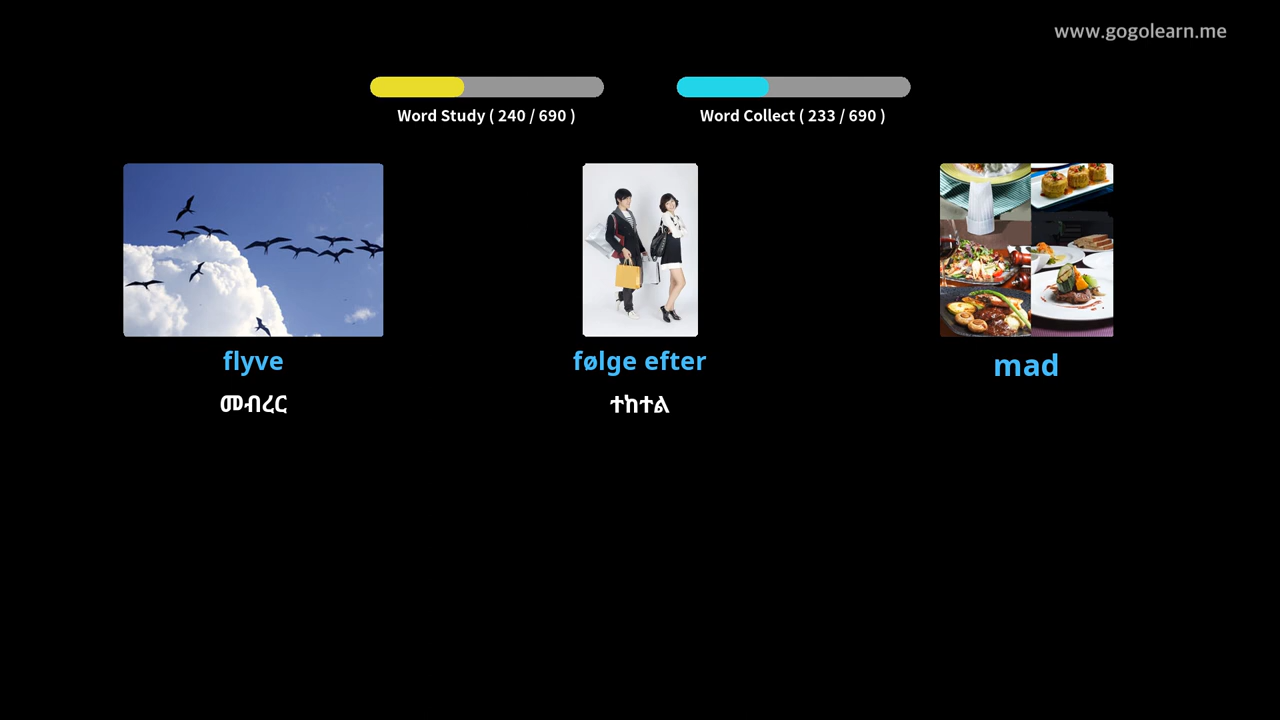 www.gogolearn.me
Word Study ( 240 / 690 )
Word Collect ( 233 / 690 )
flyve
følge efter
mad
መብረር
ተከተል